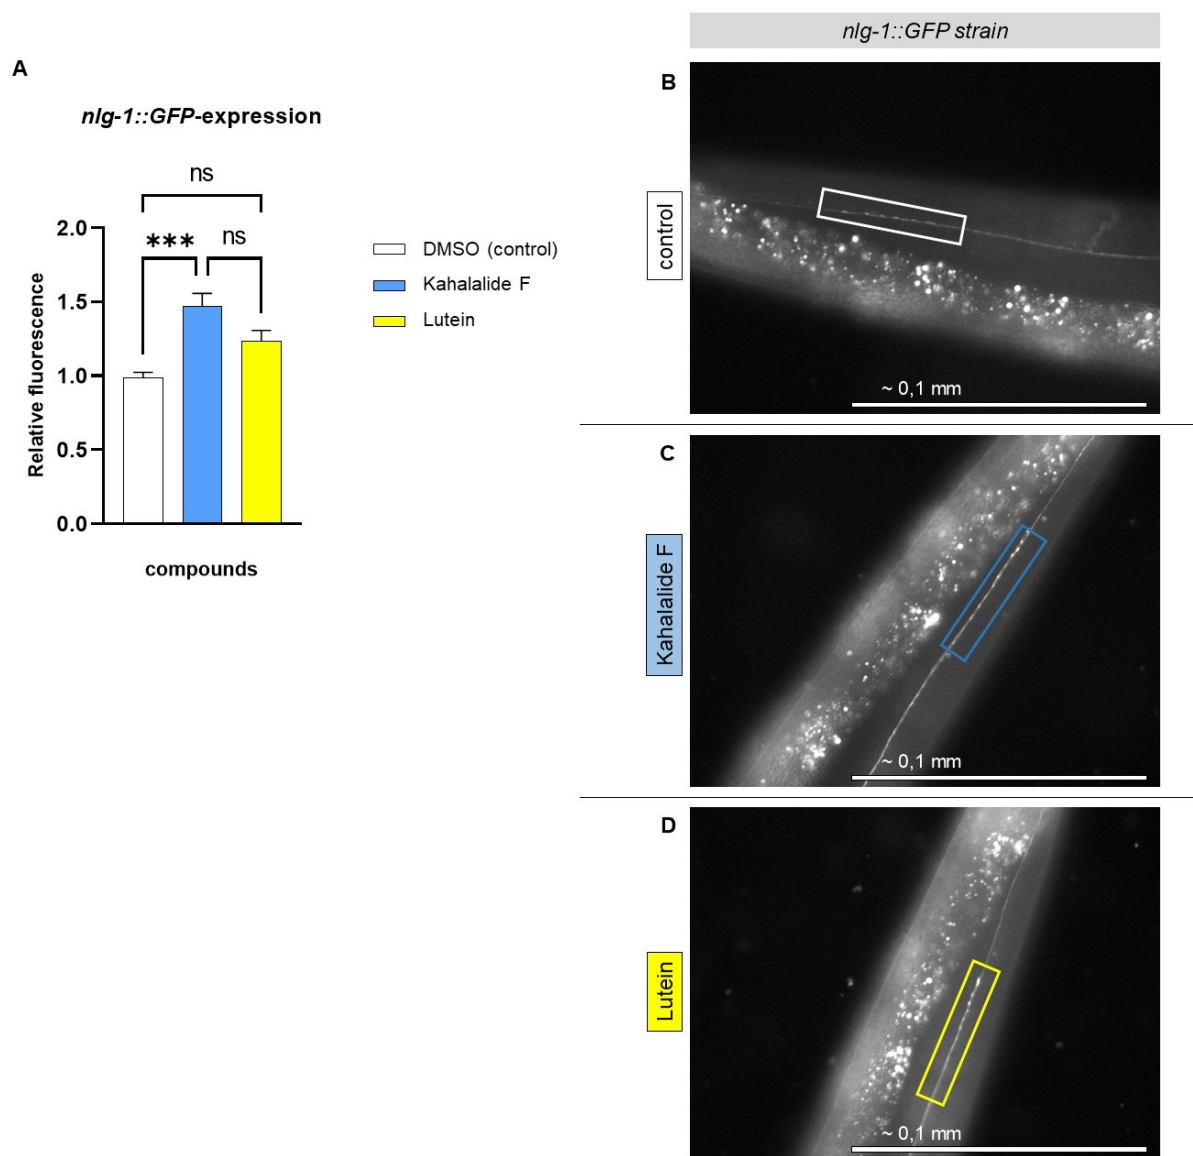 nlg-1::GFP strain
A
nlg-1::GFP-expression
ns
*** ns
2.0
1.5
1.0
0.5
0.0
Relative fluorescence
compounds
DMSO (control)
Kahalalide F
Lutein
B
control
~ 0,1 mm
C
Kahalalide F
~ 0,1 mm
D
Lutein
~ 0,1 mm